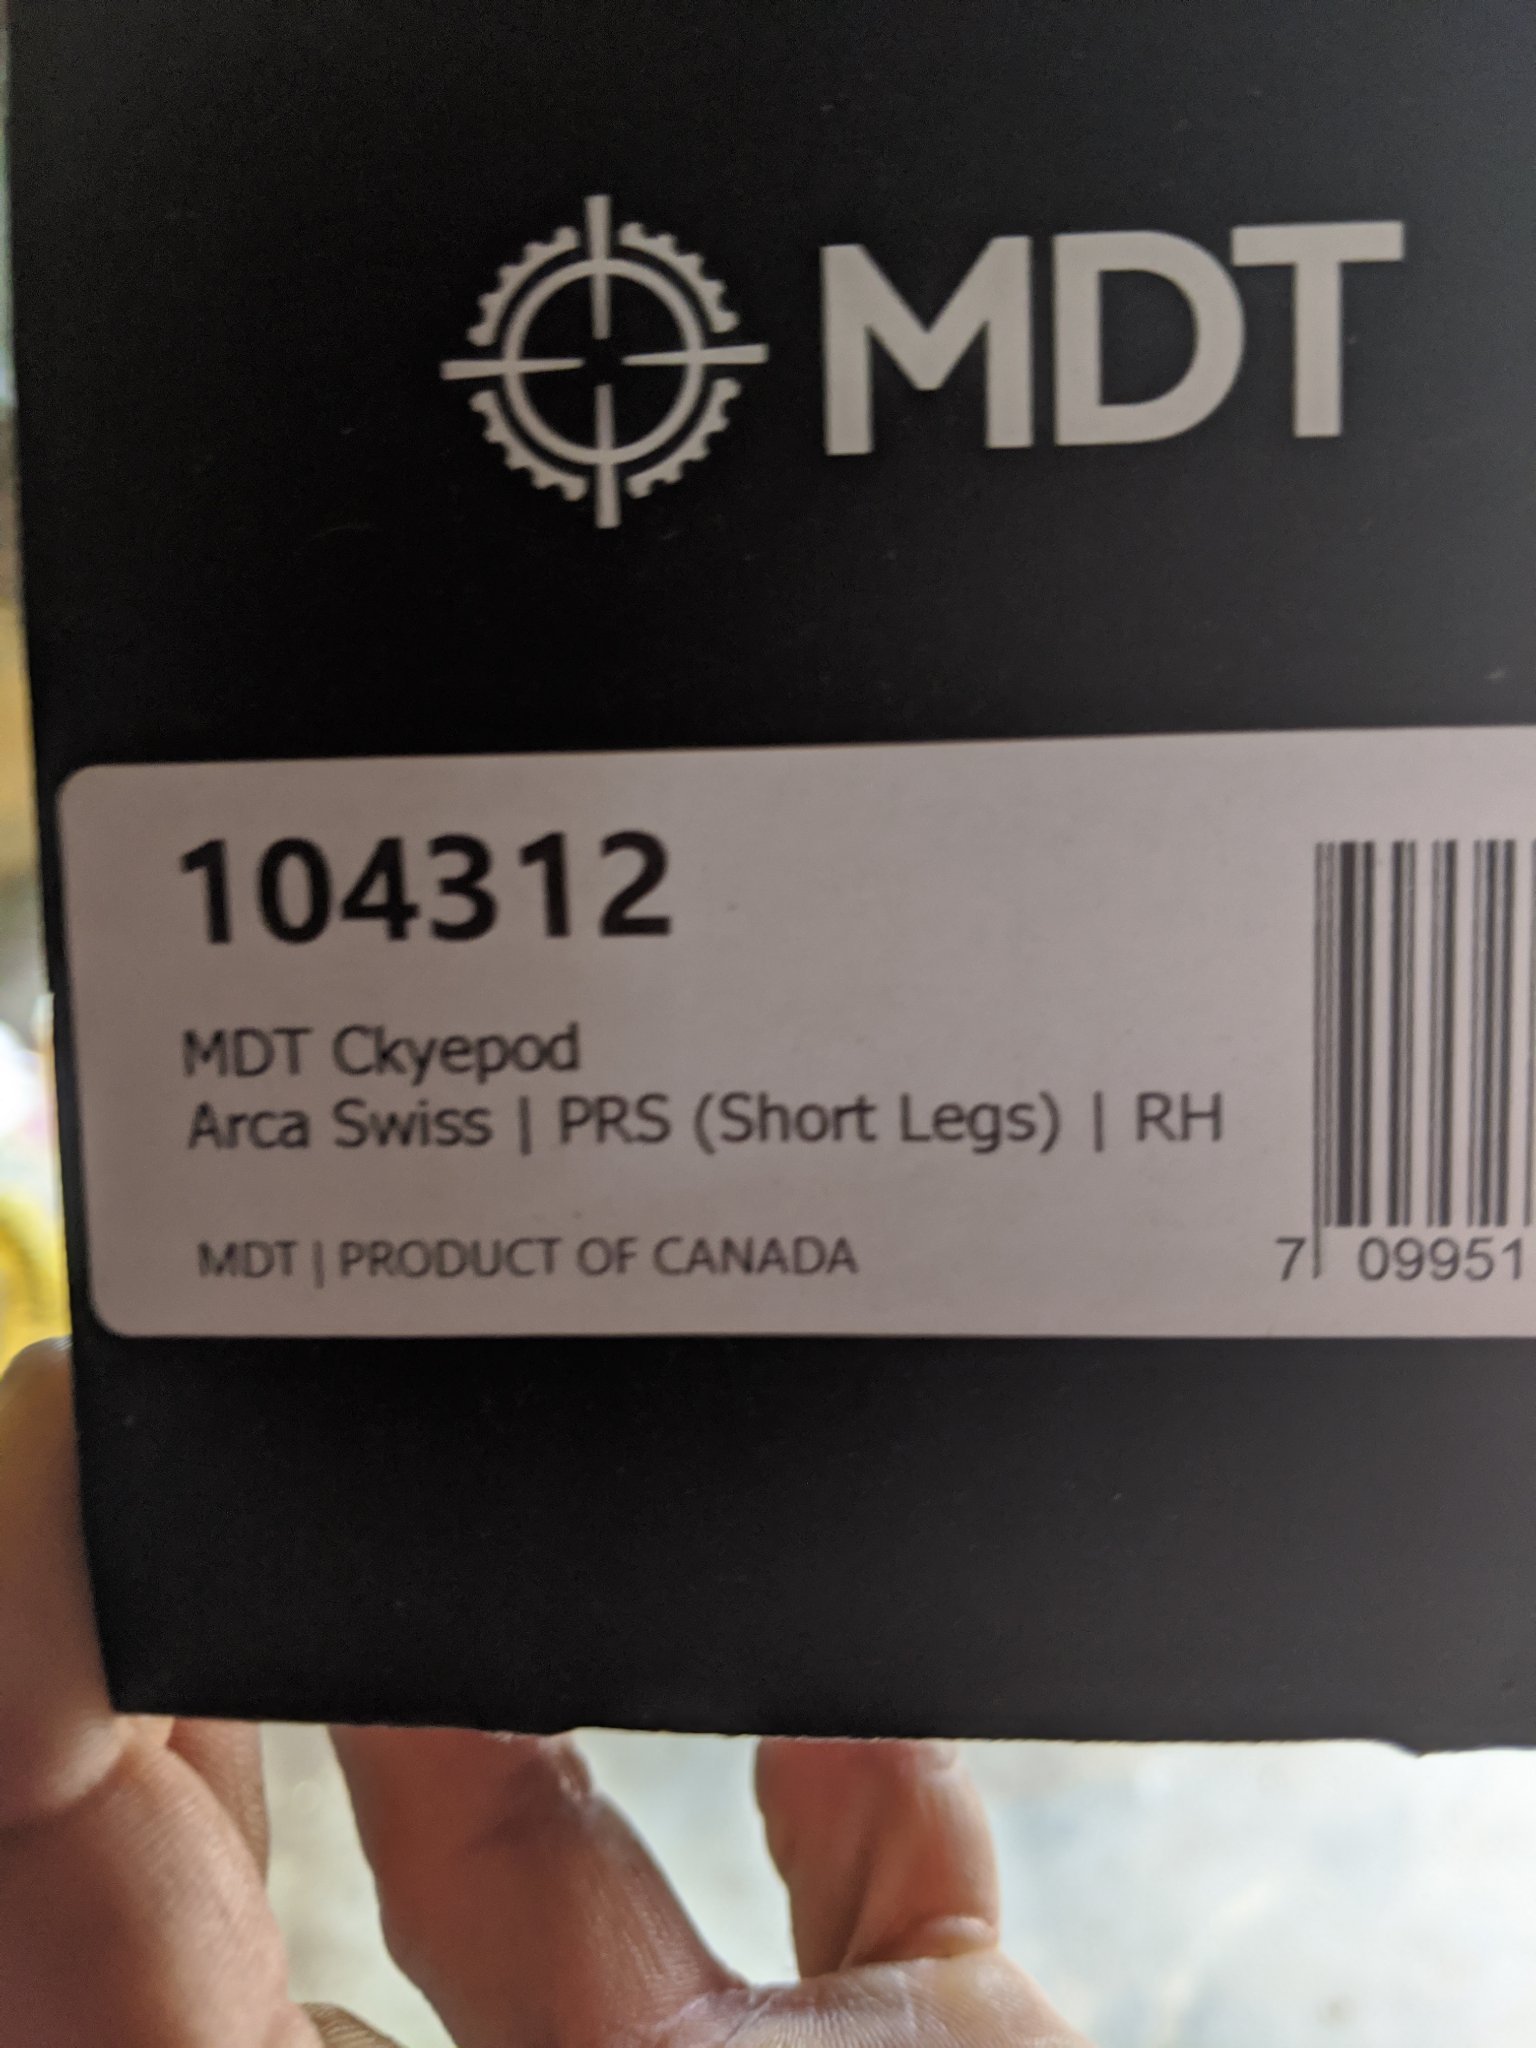 MDT
104312
MDT Ckyepod
Arca Swiss | PRS (Short Legs) | RH
MDT | PRODUCT OF CANADA
7 09951